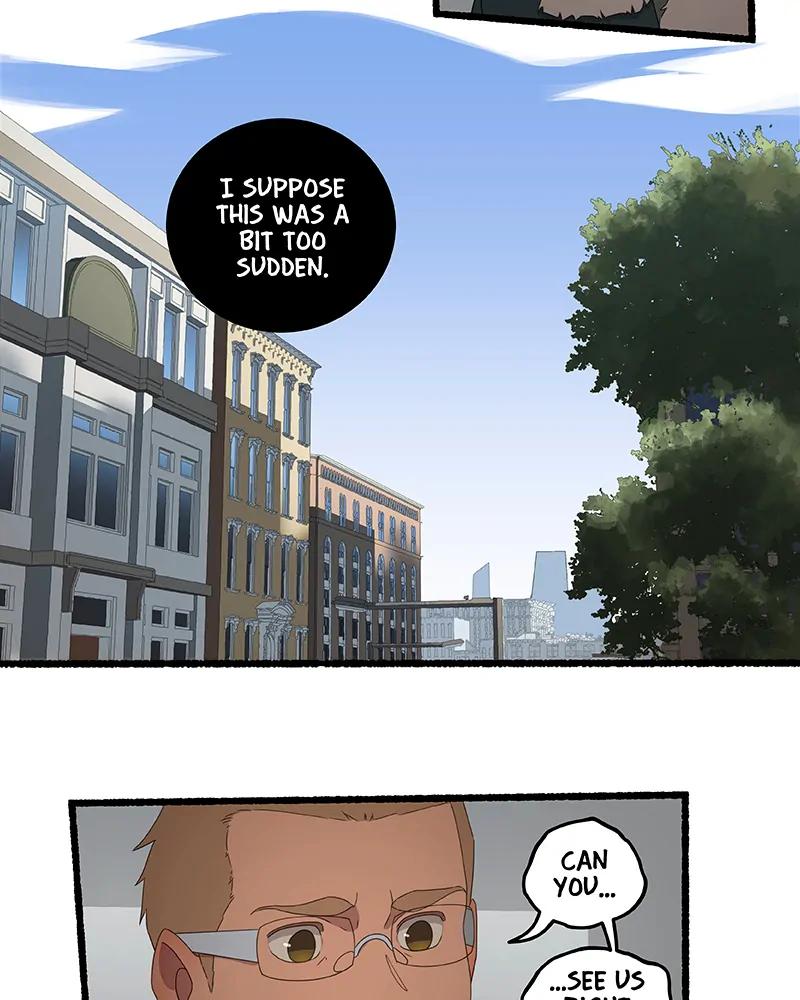 I SUPPOSE
THIS WAS A
BIT TOO
SUDDEN.
CAN
YOU...
...SEE US